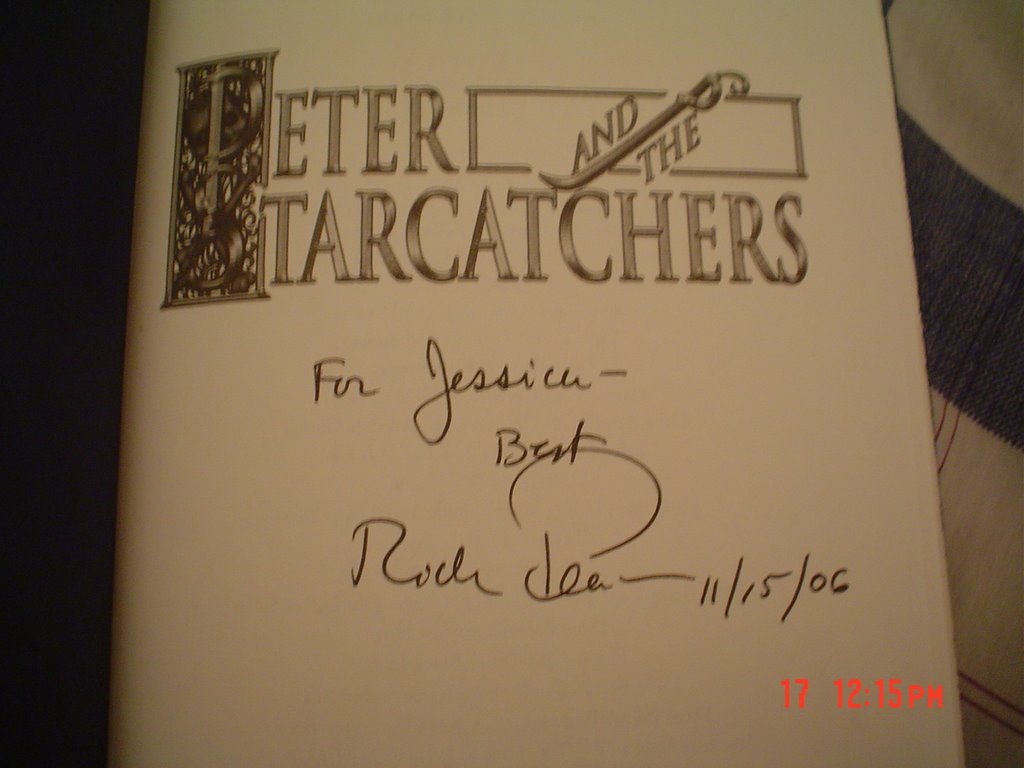 PETER AND THE
STARCATCHERS
For Jessica -
Best
11/15/06
17 12:15PM